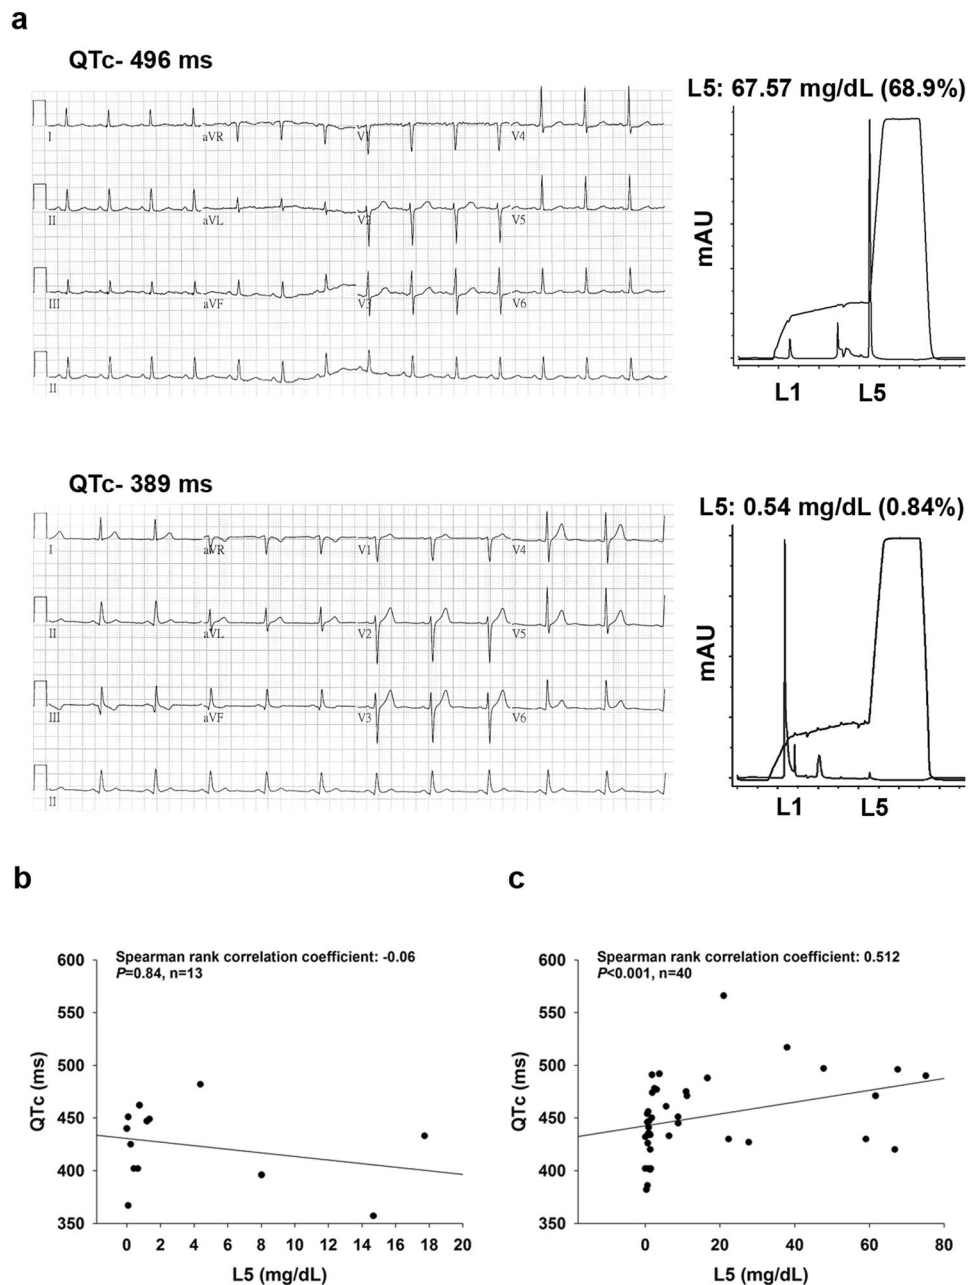 a
QTc- 496 ms
L5: 67.57 mg/dL (68.9%)
I aVR V1 V4
II aVL V2 V5
III aVF V3 V6
II
mAU
L1 L5
QTc- 389 ms
L5: 0.54 mg/dL (0.84%)
I aVR V1 V4
II aVL V2 V5
III aVF V3 V6
II
mAU
L1 L5
b
Spearman rank correlation coefficient: -0.06
P=0.84, n=13
QTc (ms)
600
550
500
450
400
350
0 2 4 6 8 10 12 14 16 18 20
L5 (mg/dL)
c
Spearman rank correlation coefficient: 0.512
P<0.001, n=40
QTc (ms)
600
550
500
450
400
350
0 20 40 60 80
L5 (mg/dL)